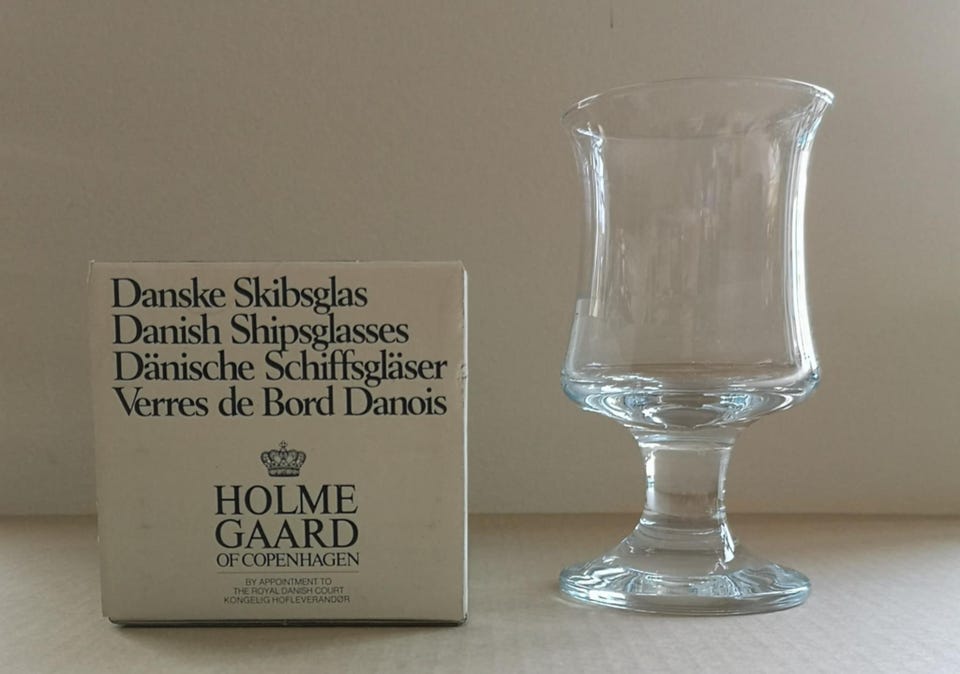 Danske Skibsglas
Danish Shipsglasses
Dänische Schiffsgläser
Verres de Bord Danois
HOLME
GAARD
OF COPENHAGEN
BY APPOINTMENT TO
THE ROYAL DANISH COURT
KONGELIG HOFLEVERANDØR